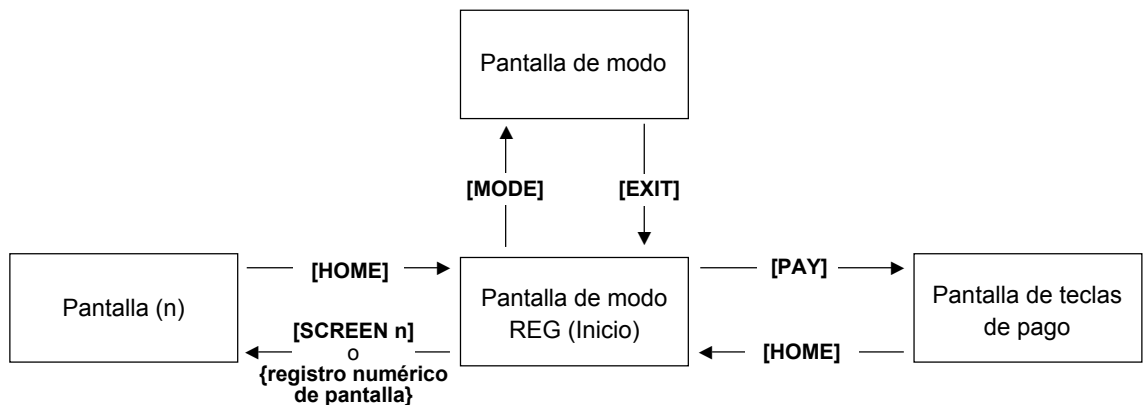 Pantalla de modo
[MODE]
[EXIT]
Pantalla (n)
[HOME]
[SCREEN n]
o
{registro numérico
de pantalla}
Pantalla de modo
REG (Inicio)
[PAY]
[HOME]
Pantalla de teclas
de pago